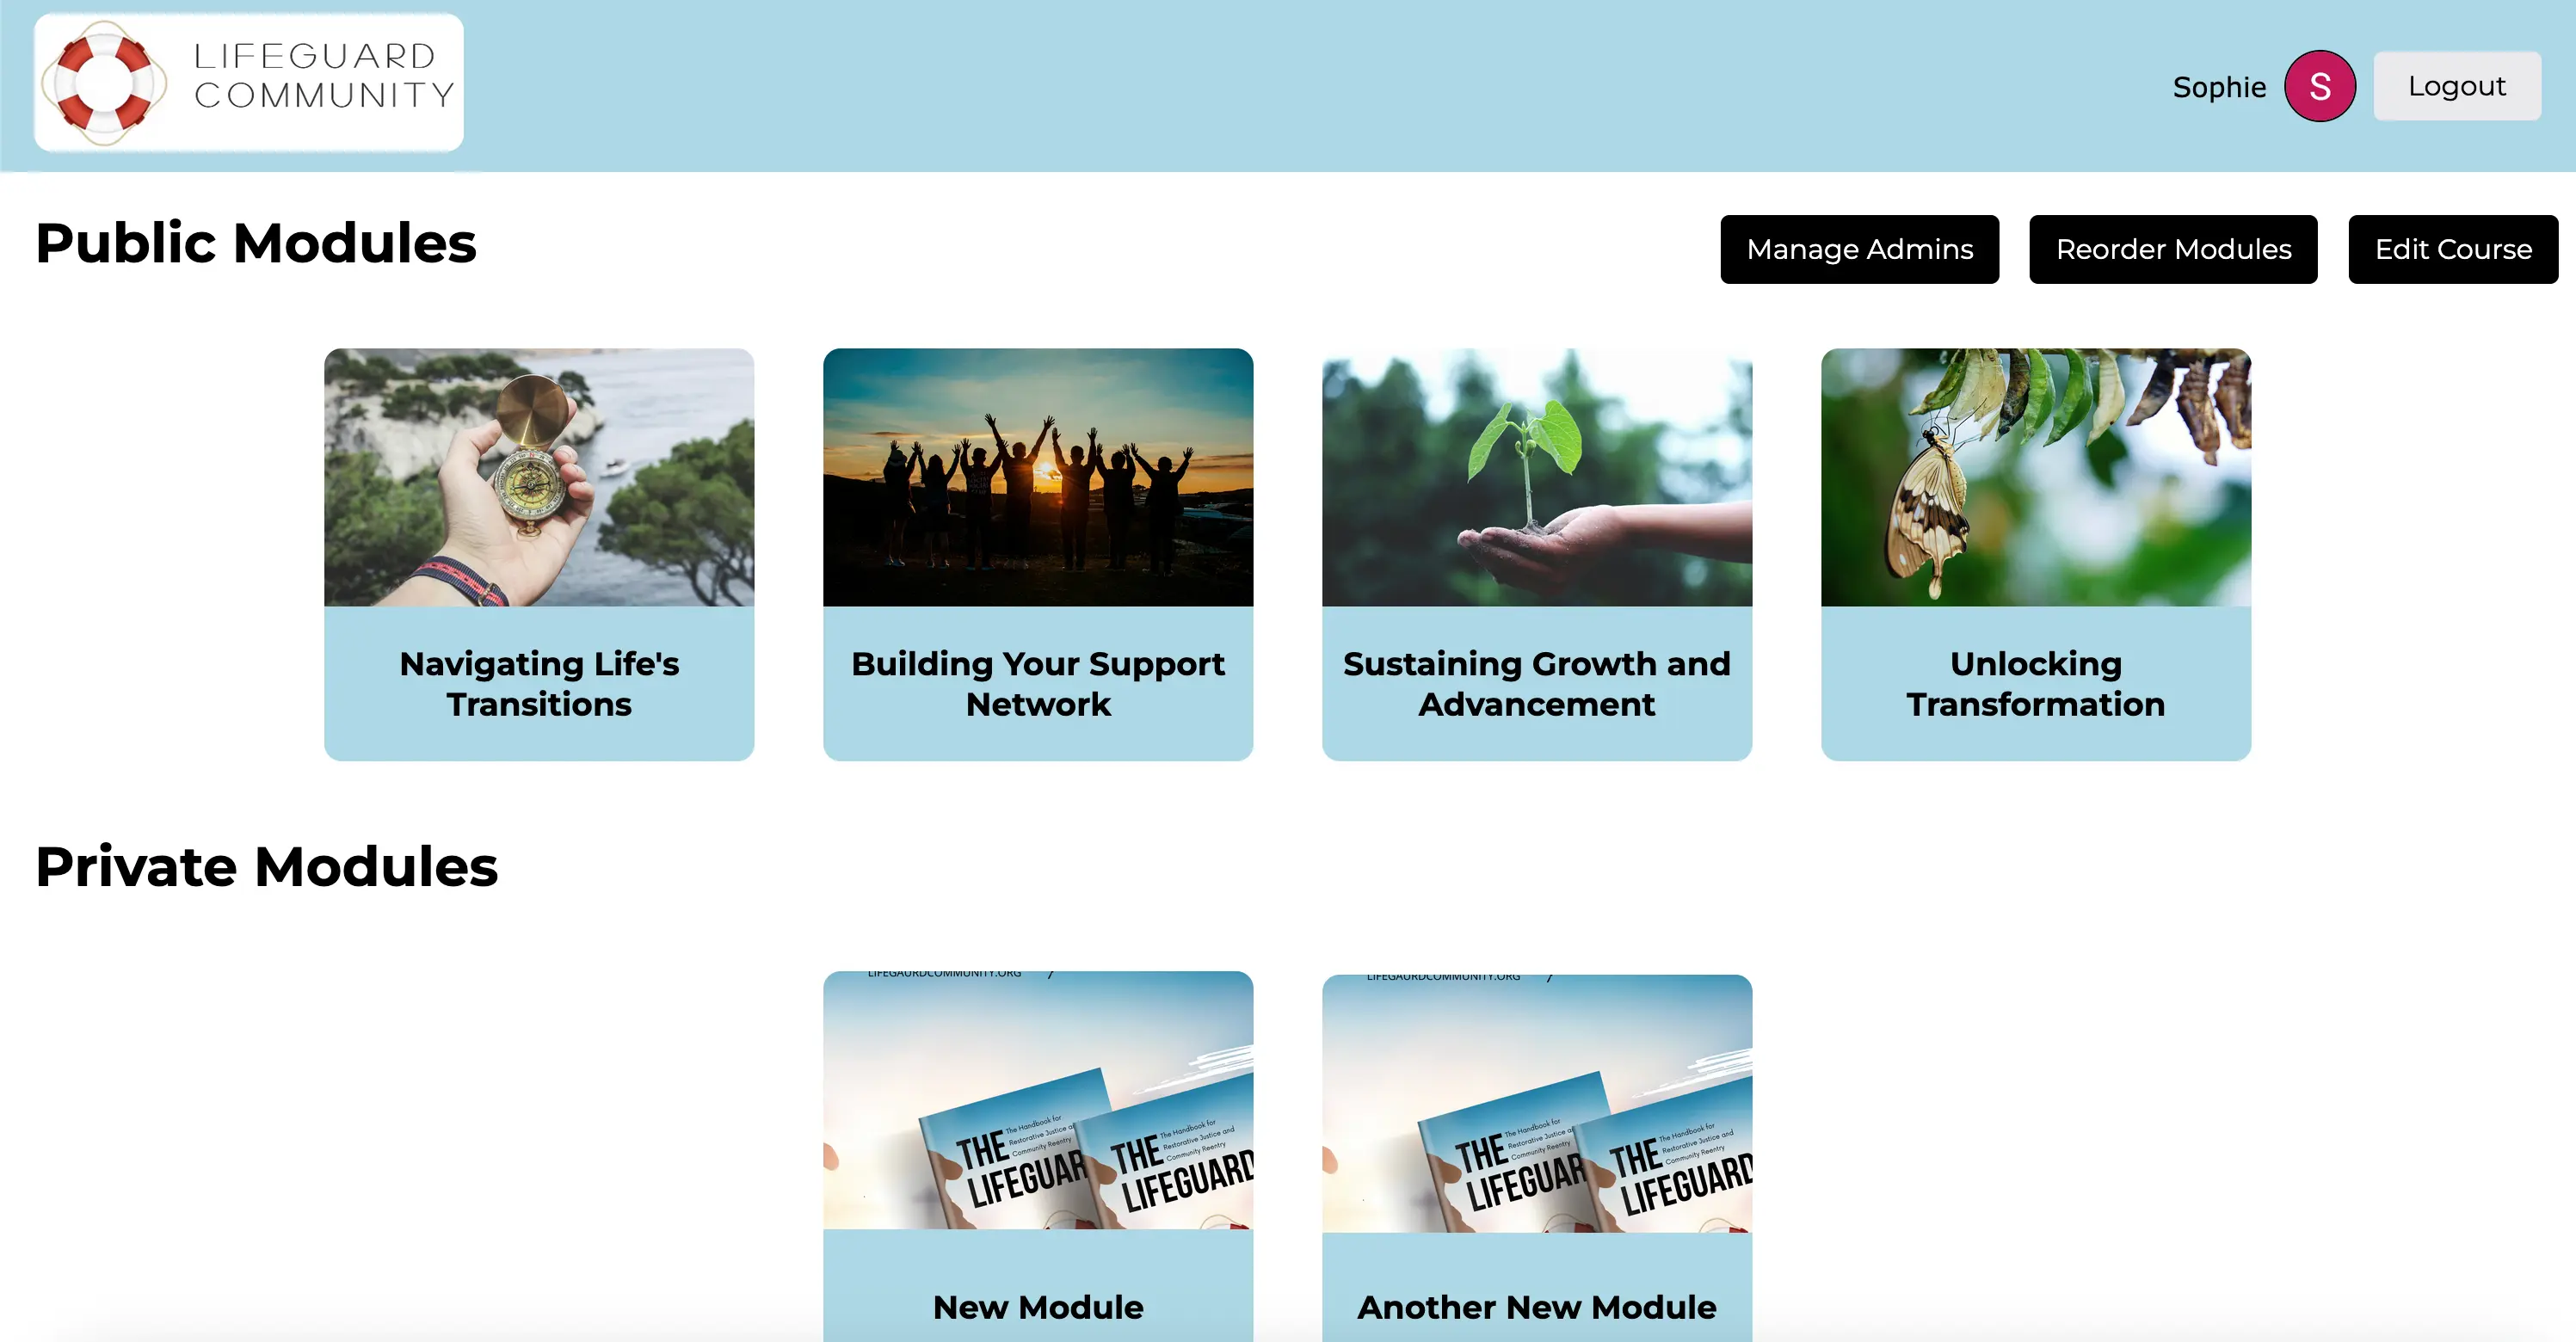 LIFEGUARD
COMMUNITY
Sophie
S
Logout
Public Modules
Manage Admins
Reorder Modules
Edit Course
Navigating Life's
Transitions
Building Your Support
Network
Sustaining Growth and
Advancement
Unlocking
Transformation
Private Modules
LIFEGAURDCOMMUNITY.ORG
THE
The Handbook for
Restorative Justice
Community Reentry
LIFEGUAR
THE
The Handbook for
Restorative Justice and
Community Reentry
LIFEGUARD
New Module
LIFEGAURDCOMMUNITY.ORG
THE
The Handbook for
Restorative Justice
Community Reentry
LIFEGUAR
THE
The Handbook for
Restorative Justice and
Community Reentry
LIFEGUARD
Another New Module